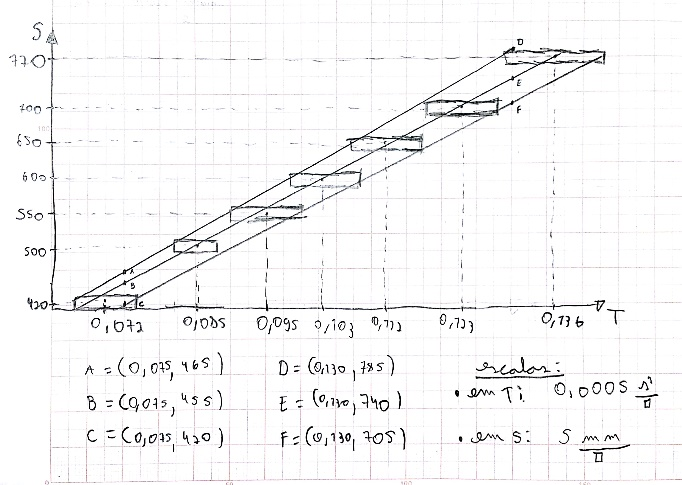 S
770
D
E
700
F
650
600
550
500
A
B
420
C
0,072 0,085 0,095 0,103 0,112 0,123 0,136 T
A = (0,075, 465) D = (0,130, 785) escalas:
B = (0,075, 455) E = (0,130, 740) • em T: 0,0005 s²/□
C = (0,075, 420) F = (0,130, 705) • em S: 5 mm/□